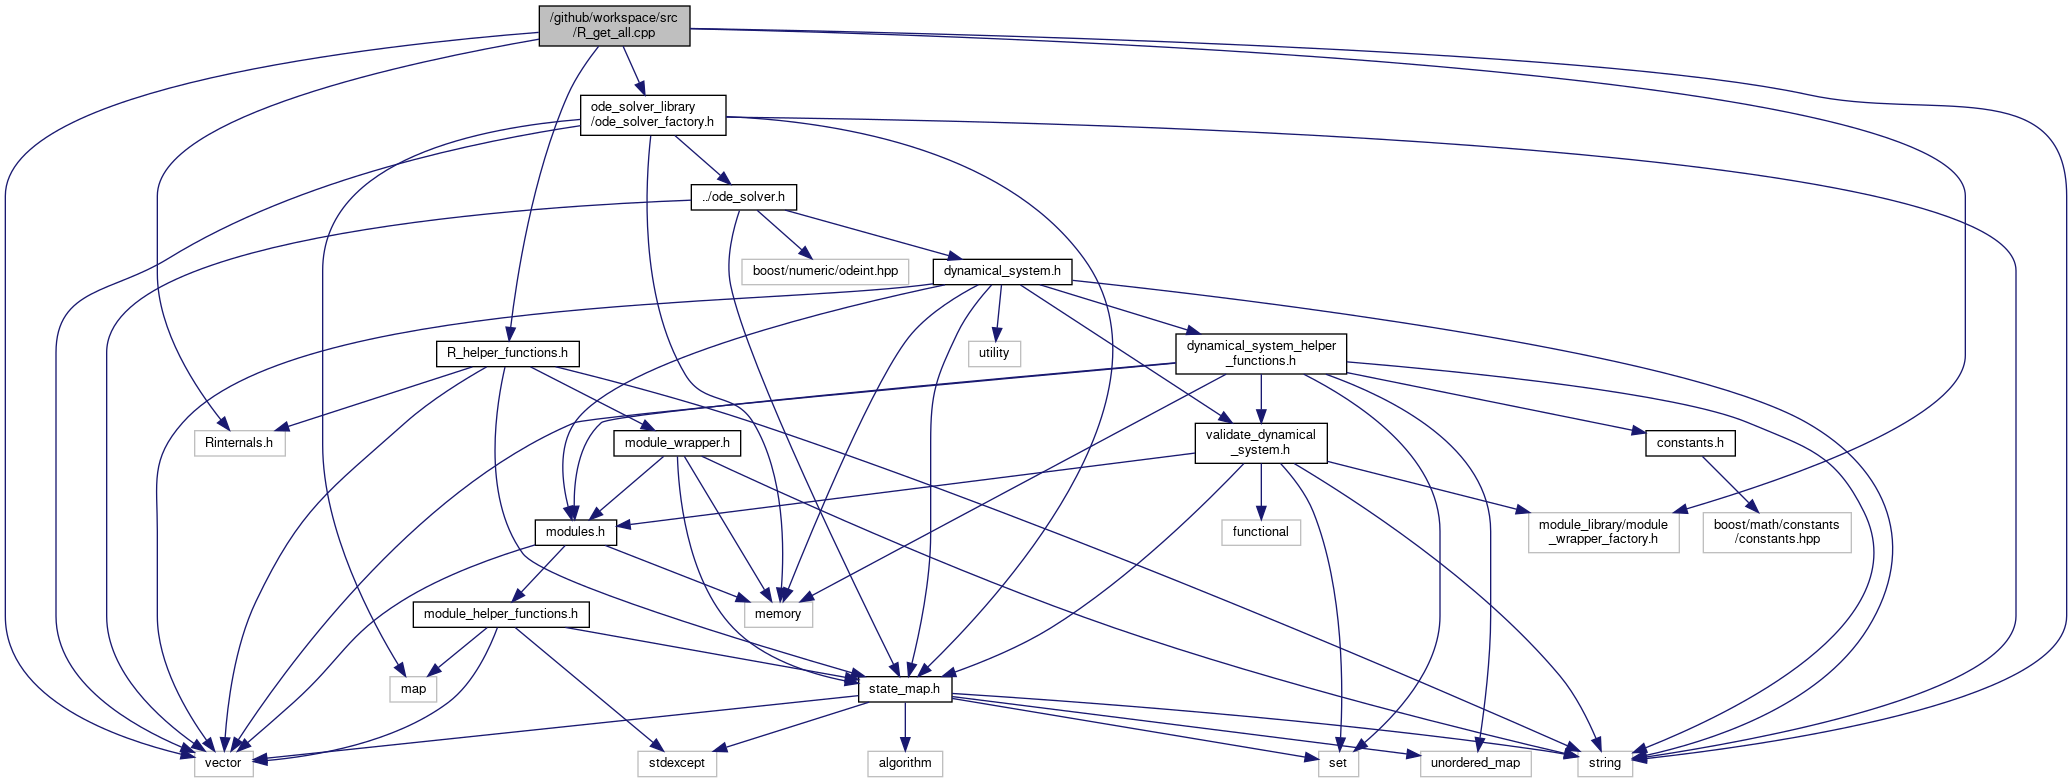 /github/workspace/src
/R_get_all.cpp
ode_solver_library
/ode_solver_factory.h
../ode_solver.h
boost/numeric/odeint.hpp
dynamical_system.h
R_helper_functions.h
utility
dynamical_system_helper
_functions.h
Rinternals.h
module_wrapper.h
validate_dynamical
_system.h
constants.h
modules.h
functional
module_library/module
_wrapper_factory.h
boost/math/constants
/constants.hpp
module_helper_functions.h
memory
map
state_map.h
vector
stdexcept
algorithm
set
unordered_map
string